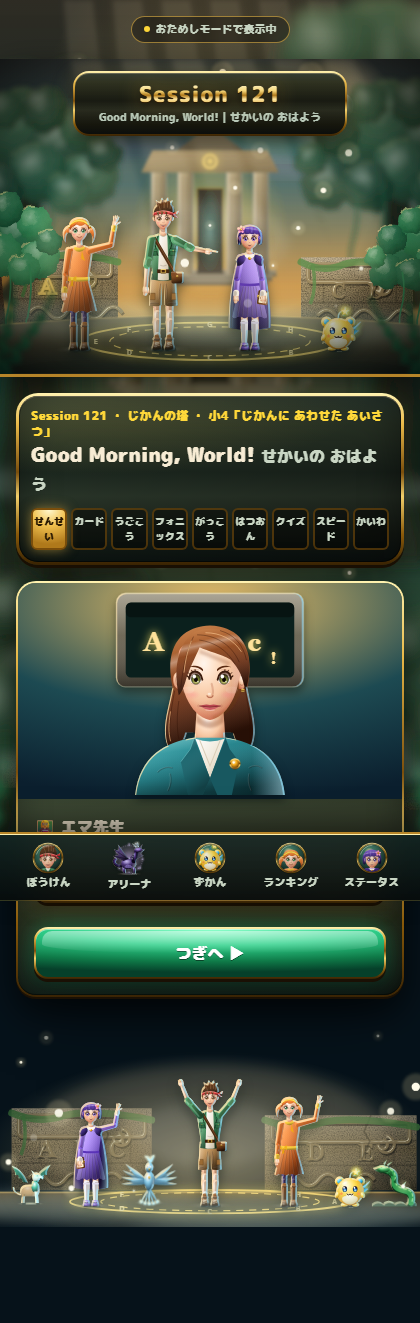 おためしモードで表示中
Session 121
Good Morning, World! | せかいの おはよう
Session 121 ・ じかんの塔 ・ 小4「じかんに あわせた あいさ
つ」
Good Morning, World! せかいの おはよ
う
せんせ
い
カード
うごこ
う
フォニ
ックス
がっこ
う
はつお
ん
クイズ
スピー
ド
かいわ
A c !
エマ先生
ぼうけん
アリーナ
ずかん
ランキング
ステータス
つぎへ ▶